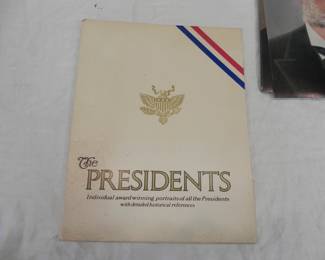 The
PRESIDENTS
Individual award winning portraits of all the Presidents
with detailed historical references